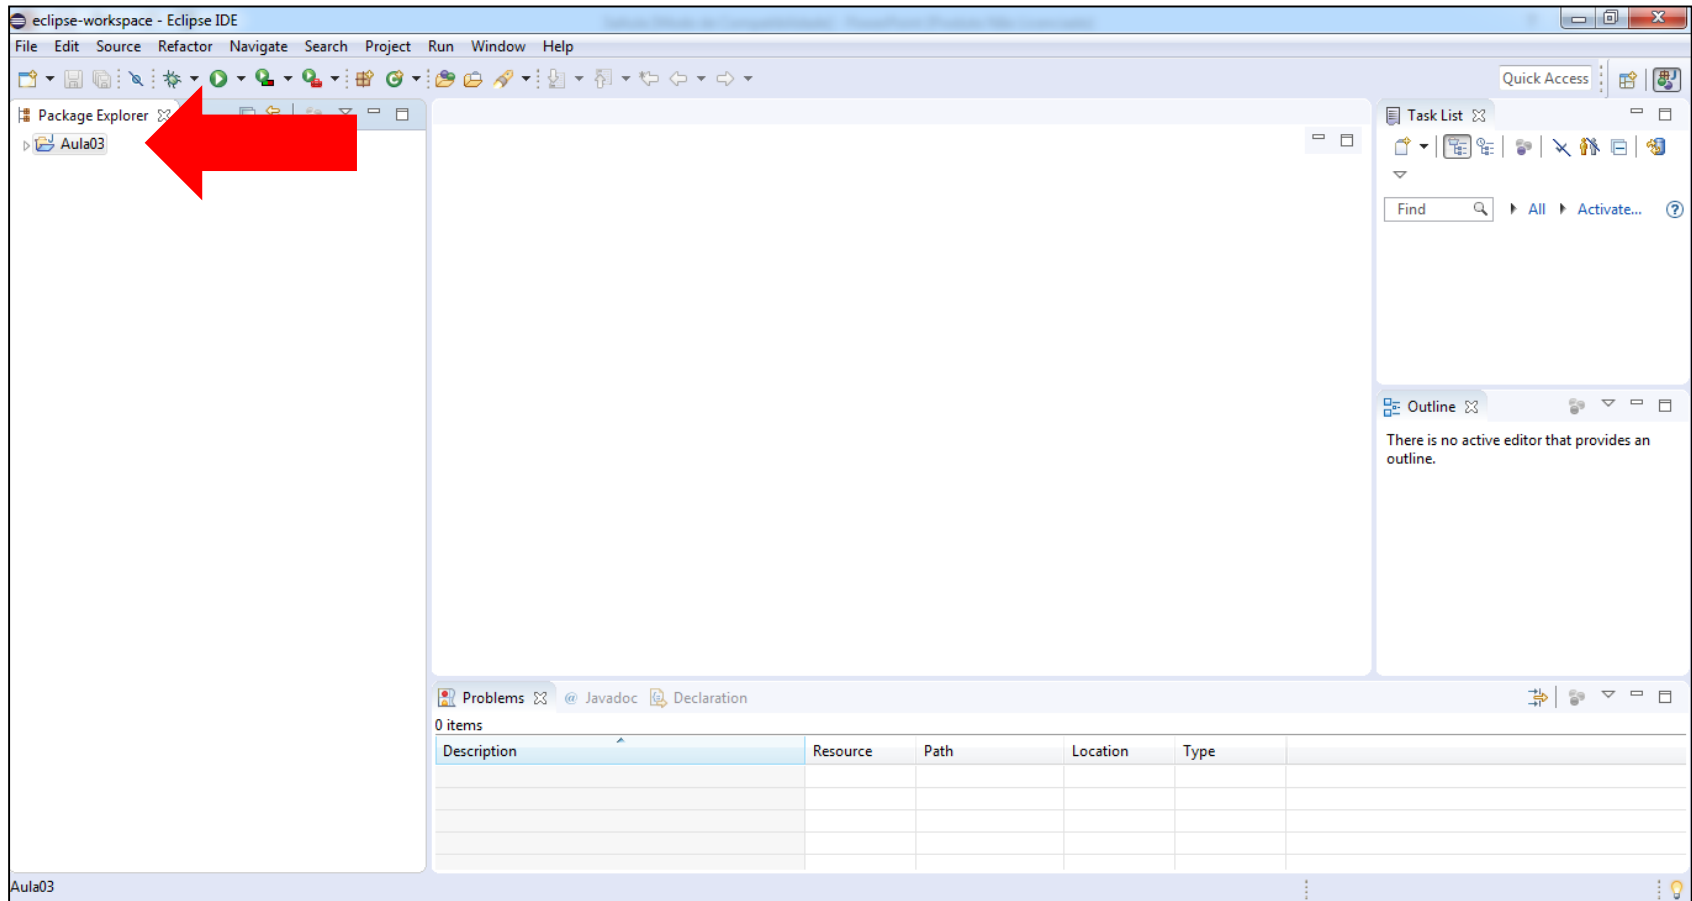 eclipse-workspace - Eclipse IDE
File Edit Source Refactor Navigate Search Project Run Window Help
Quick Access
Package Explorer
Aula03
Task List
Find
All
Activate...
Outline
There is no active editor that provides an
outline.
Problems
@ Javadoc
Declaration
0 items
Description Resource Path Location Type
Aula03